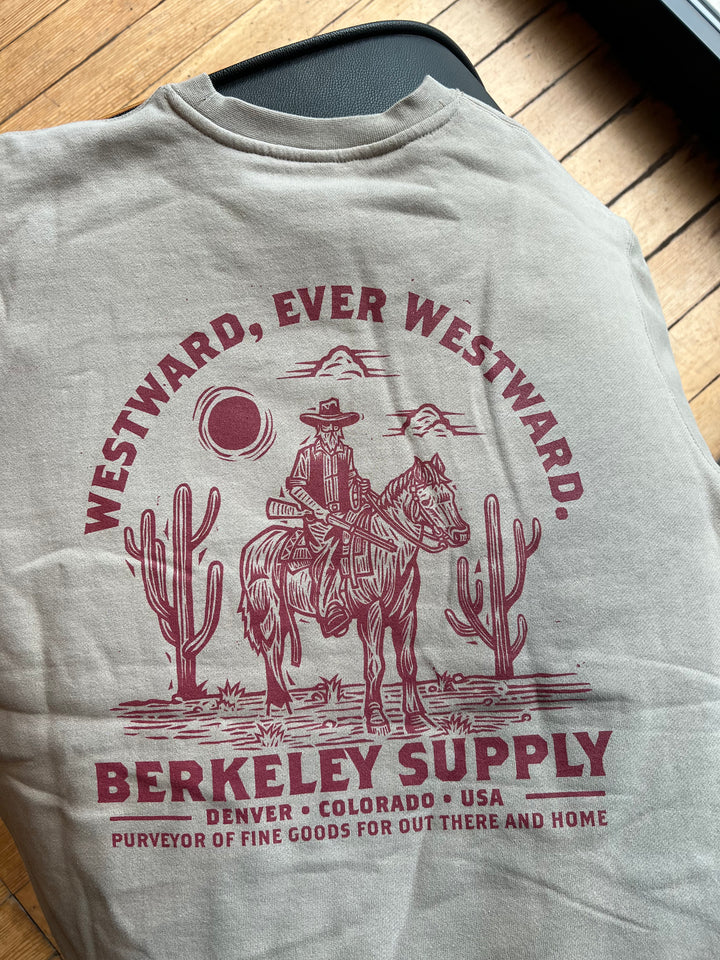 WESTWARD, EVER WESTWARD.
BERKELEY SUPPLY
DENVER • COLORADO • USA
PURVEYOR OF FINE GOODS FOR OUT THERE AND HOME